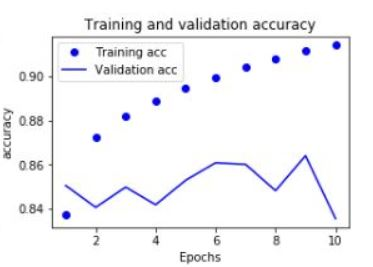 Training and validation accuracy
Training acc
Validation acc
accuracy
0.90
0.88
0.86
0.84
2 4 6 8 10
Epochs